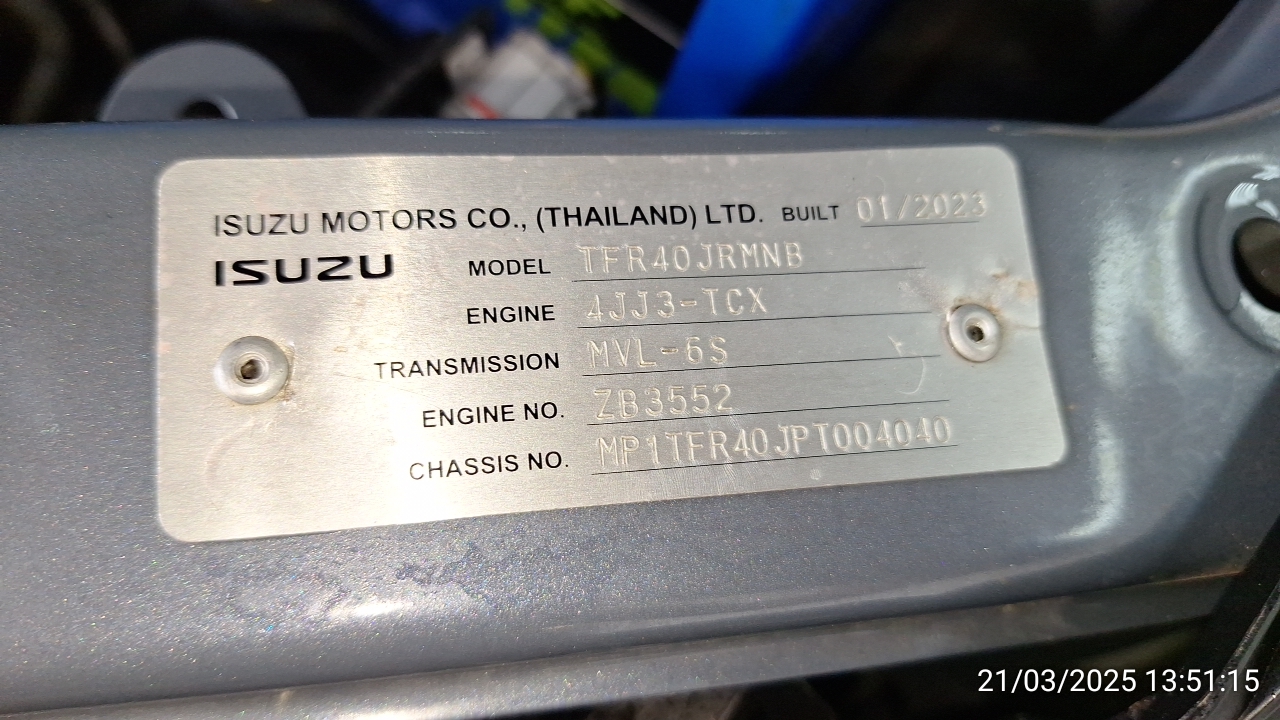 ISUZU MOTORS CO., (THAILAND) LTD. BUILT 01/2023
ISUZU MODEL TFR40JRMNB
ENGINE 4JJ3-TCX
TRANSMISSION MVL-6S
ENGINE NO. ZB3552
CHASSIS NO. MP1TFR40JPT004040
21/03/2025 13:51:15